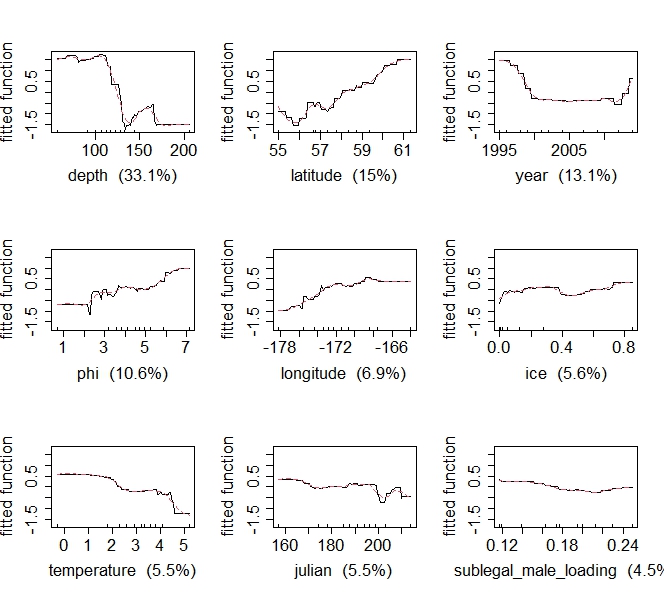 fitted function
-1.5 0.5
100 150 200
depth (33.1%)
fitted function
-1.5 0.5
55 57 59 61
latitude (15%)
fitted function
-1.5 0.5
1995 2005
year (13.1%)
fitted function
-1.5 0.5
1 3 5 7
phi (10.6%)
fitted function
-1.5 0.5
-178 -172 -166
longitude (6.9%)
fitted function
-1.5 0.5
0.0 0.4 0.8
ice (5.6%)
fitted function
-1.5 0.5
0 1 2 3 4 5
temperature (5.5%)
fitted function
-1.5 0.5
160 180 200
julian (5.5%)
fitted function
-1.5 0.5
0.12 0.18 0.24
sublegal_male_loading (4.5%